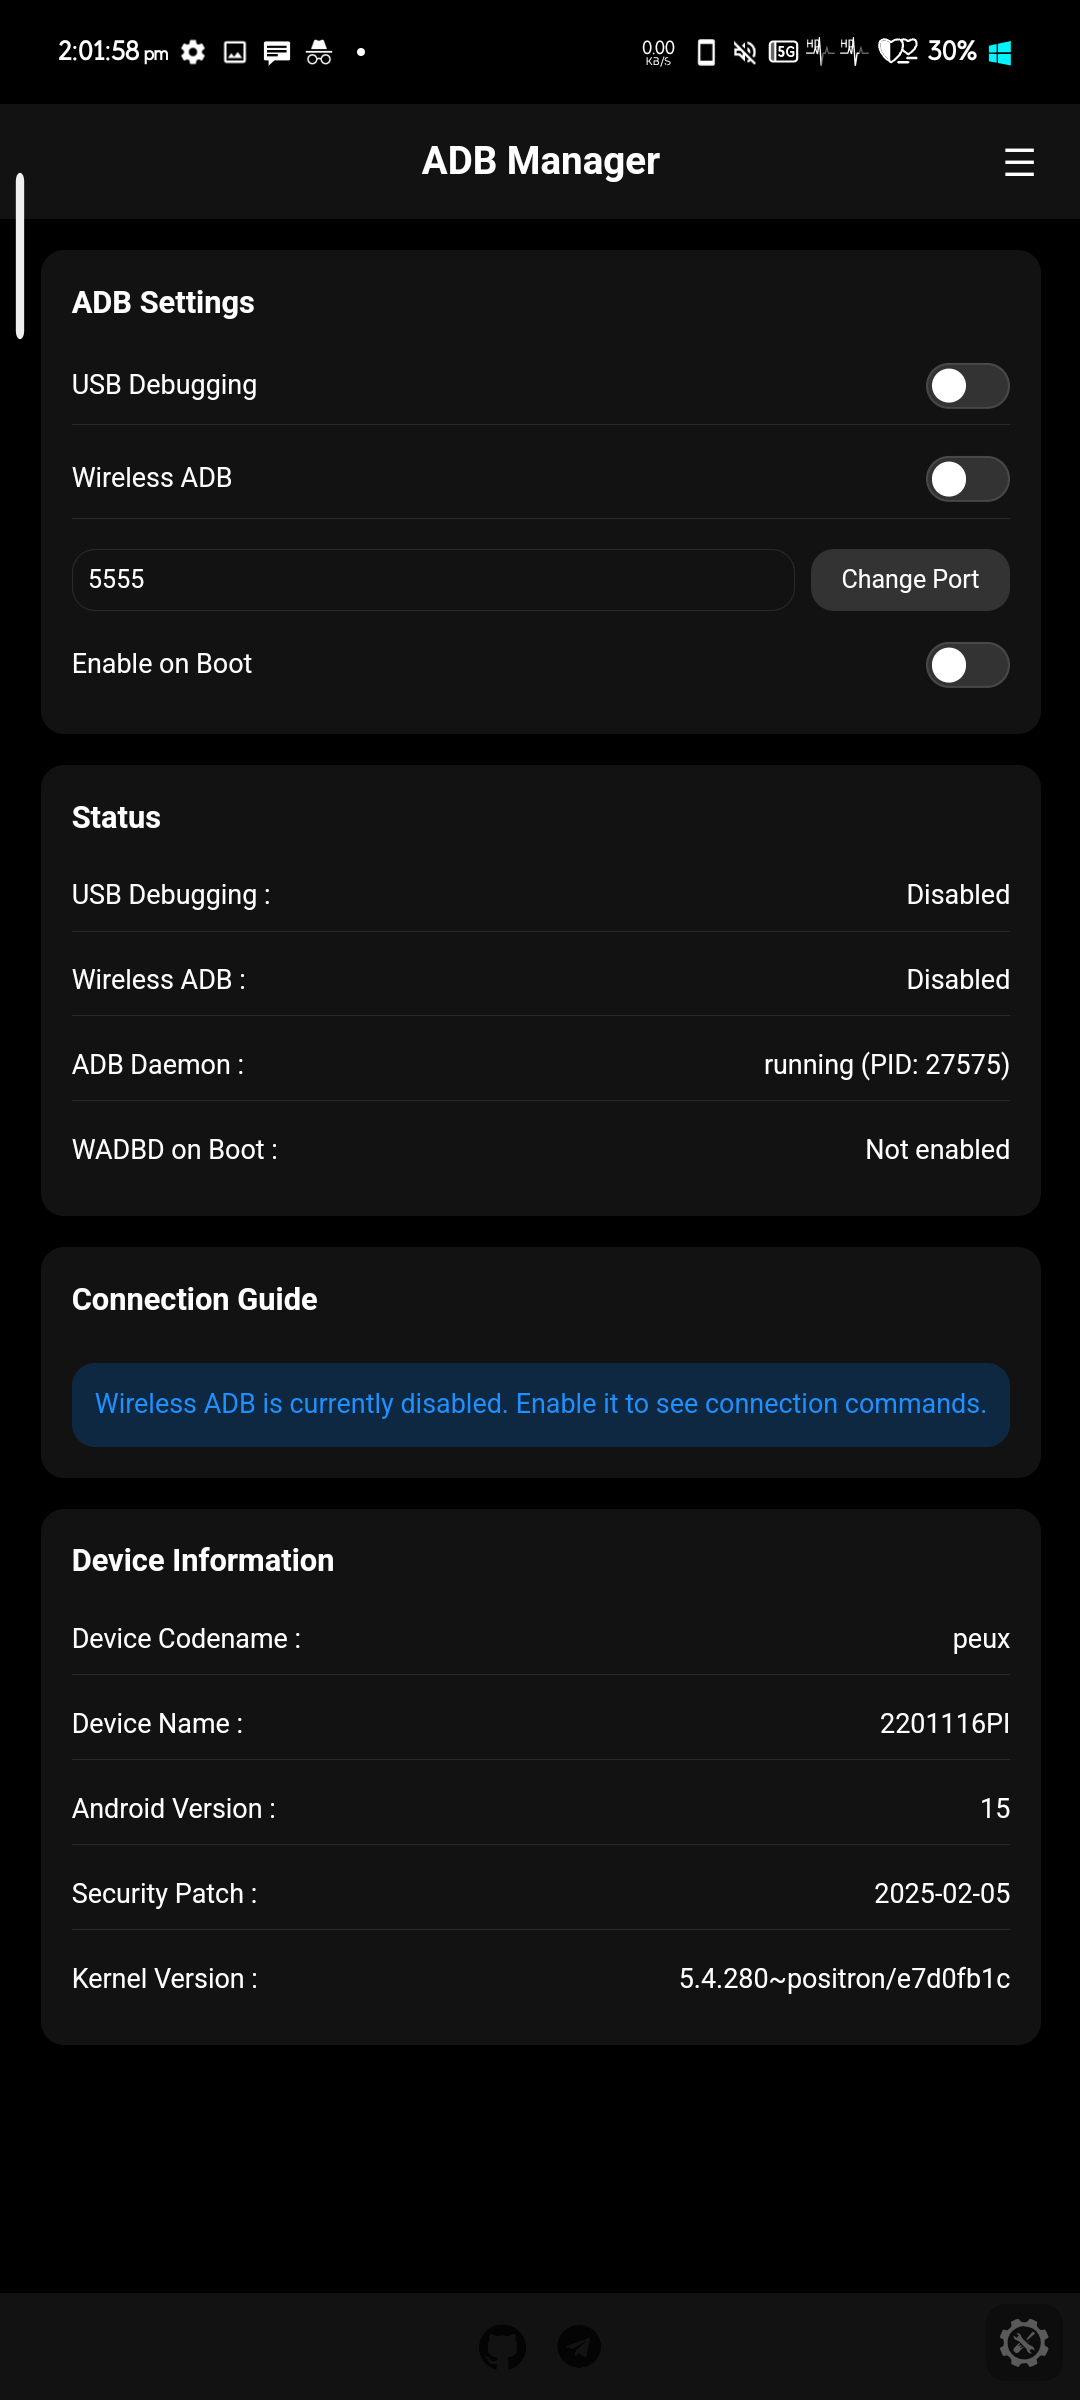 2:01:58 pm 0.00 KB/S 5G HD HD 30%
ADB Manager
ADB Settings
USB Debugging
Wireless ADB
5555 Change Port
Enable on Boot
Status
USB Debugging : Disabled
Wireless ADB : Disabled
ADB Daemon : running (PID: 27575)
WADBD on Boot : Not enabled
Connection Guide
Wireless ADB is currently disabled. Enable it to see connection commands.
Device Information
Device Codename : peux
Device Name : 2201116PI
Android Version : 15
Security Patch : 2025-02-05
Kernel Version : 5.4.280~positron/e7d0fb1c